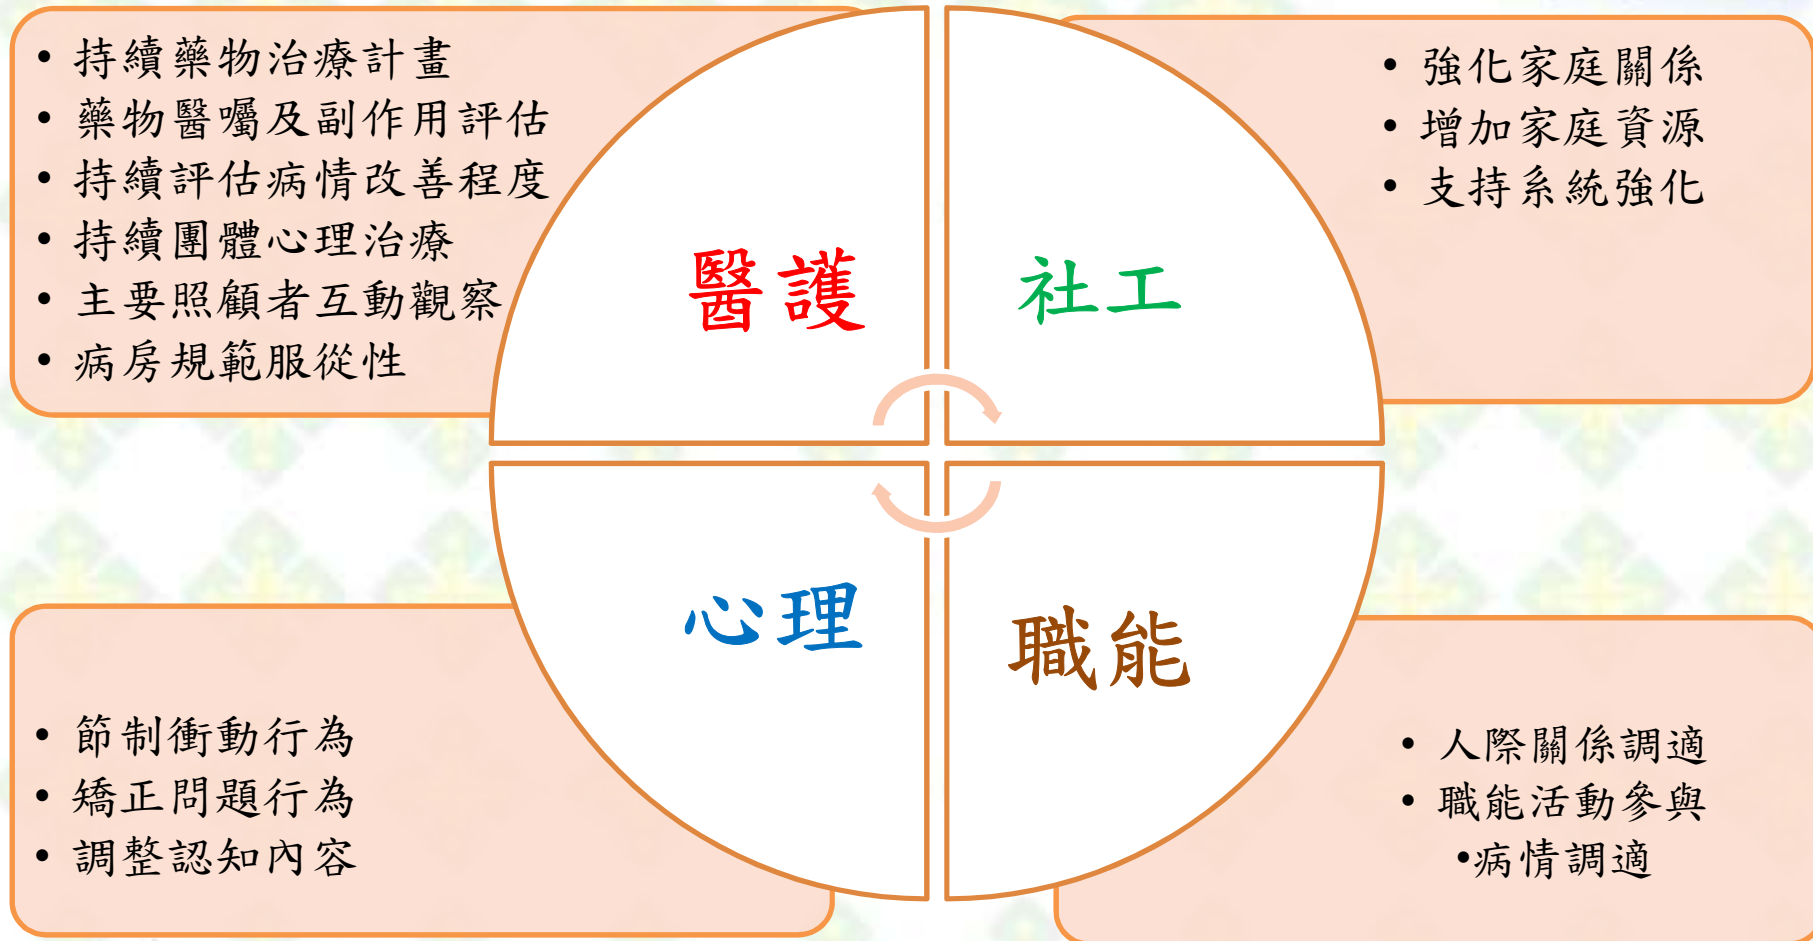 • 持續藥物治療計畫
• 藥物醫囑及副作用評估
• 持續評估病情改善程度
• 持續團體心理治療
• 主要照顧者互動觀察
• 病房規範服從性
醫護
社工
• 強化家庭關係
• 增加家庭資源
• 支持系統強化
心理
職能
• 節制衝動行為
• 矯正問題行為
• 調整認知內容
• 人際關係調適
• 職能活動參與
•病情調適